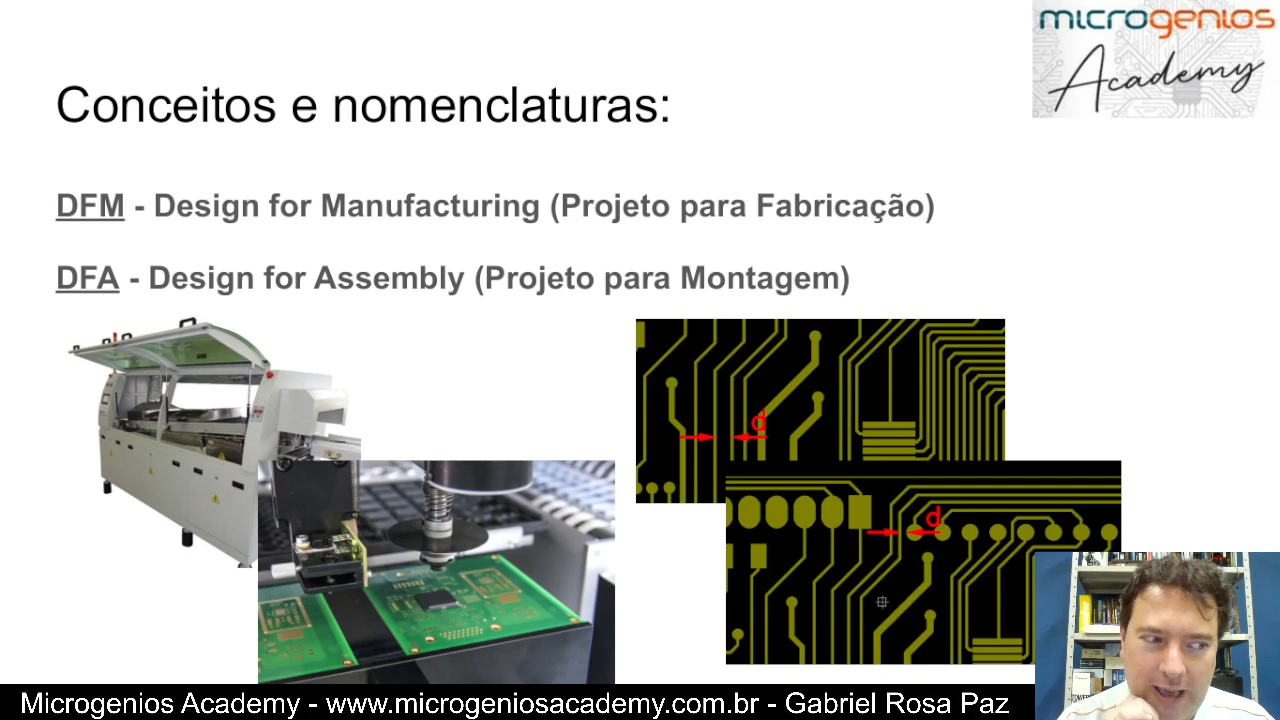 microgenios
Academy
Conceitos e nomenclaturas:
DFM - Design for Manufacturing (Projeto para Fabricação)
DFA - Design for Assembly (Projeto para Montagem)
d
d
Microgenios Academy - www.microgeniosacademy.com.br - Gabriel Rosa Paz